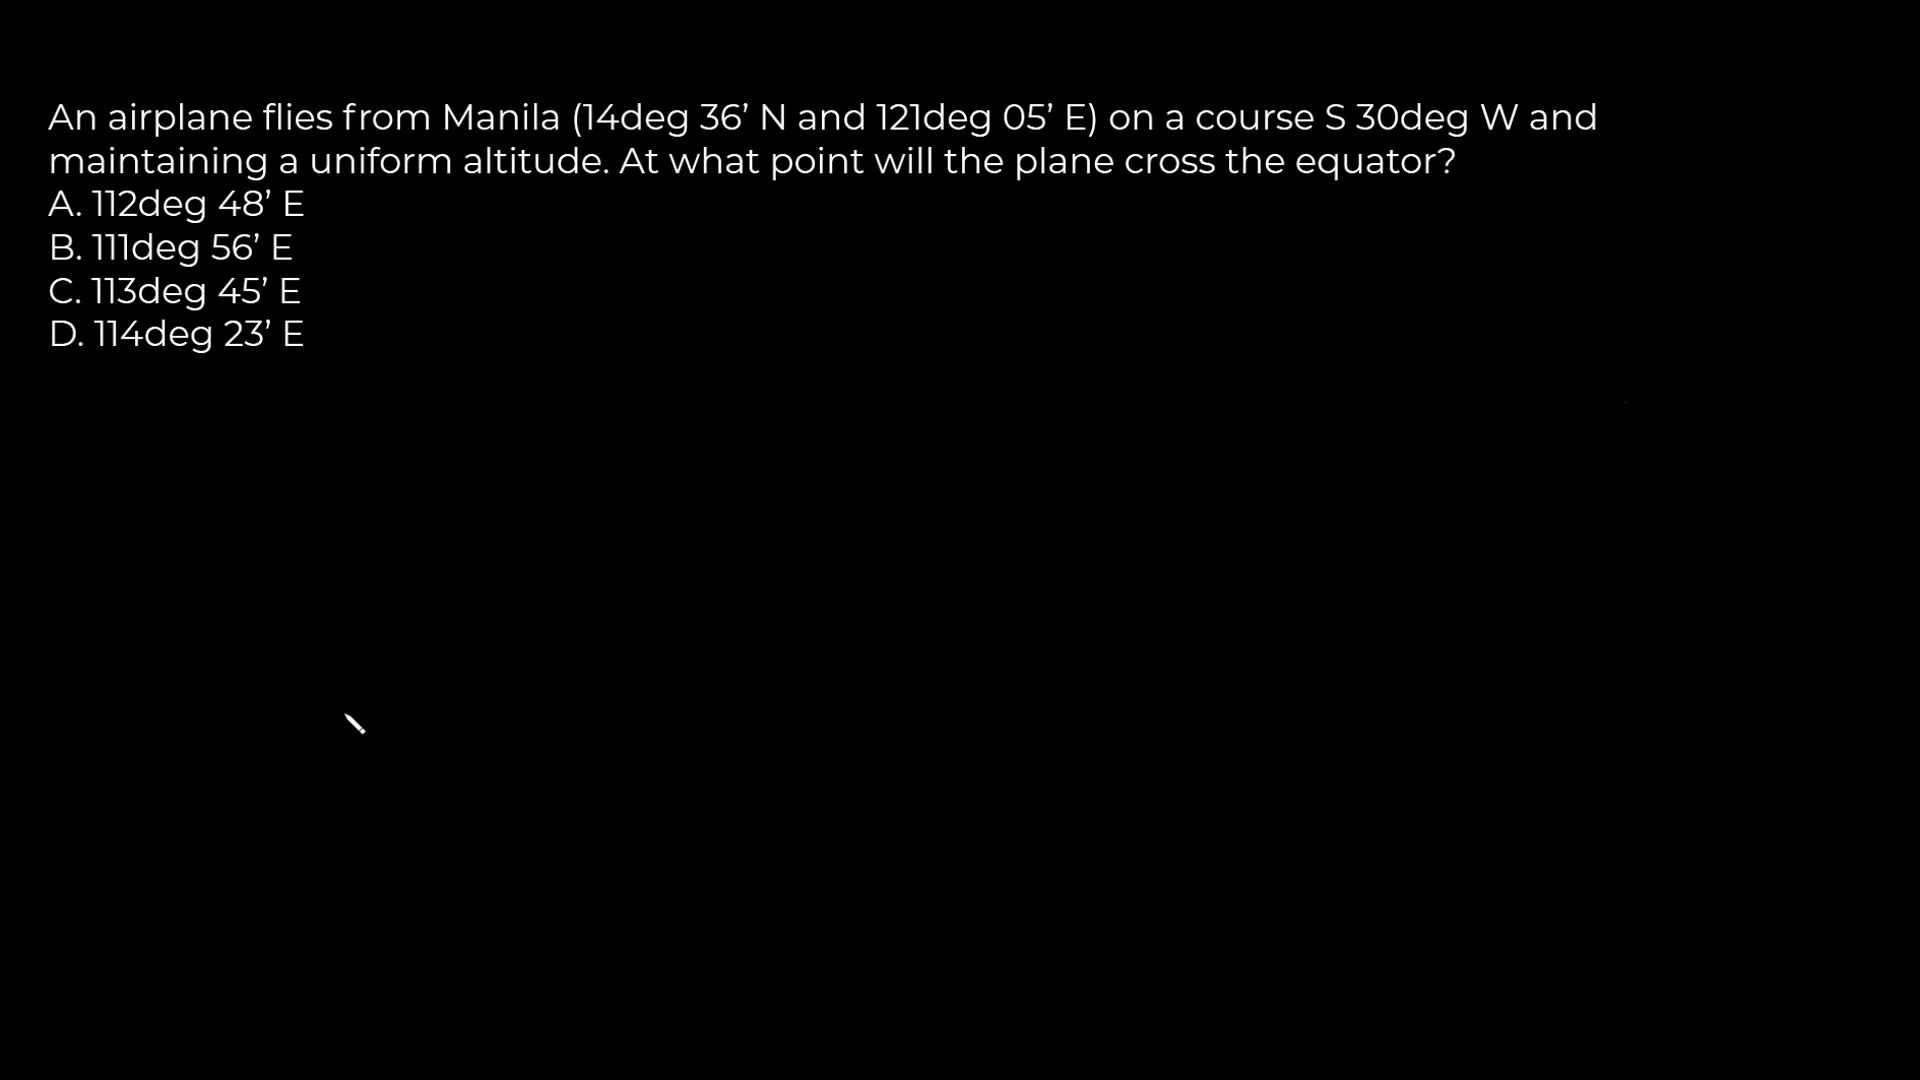 An airplane flies from Manila (14deg 36’ N and 121deg 05’ E) on a course S 30deg W and
maintaining a uniform altitude. At what point will the plane cross the equator?
A. 112deg 48’ E
B. 111deg 56’ E
C. 113deg 45’ E
D. 114deg 23’ E